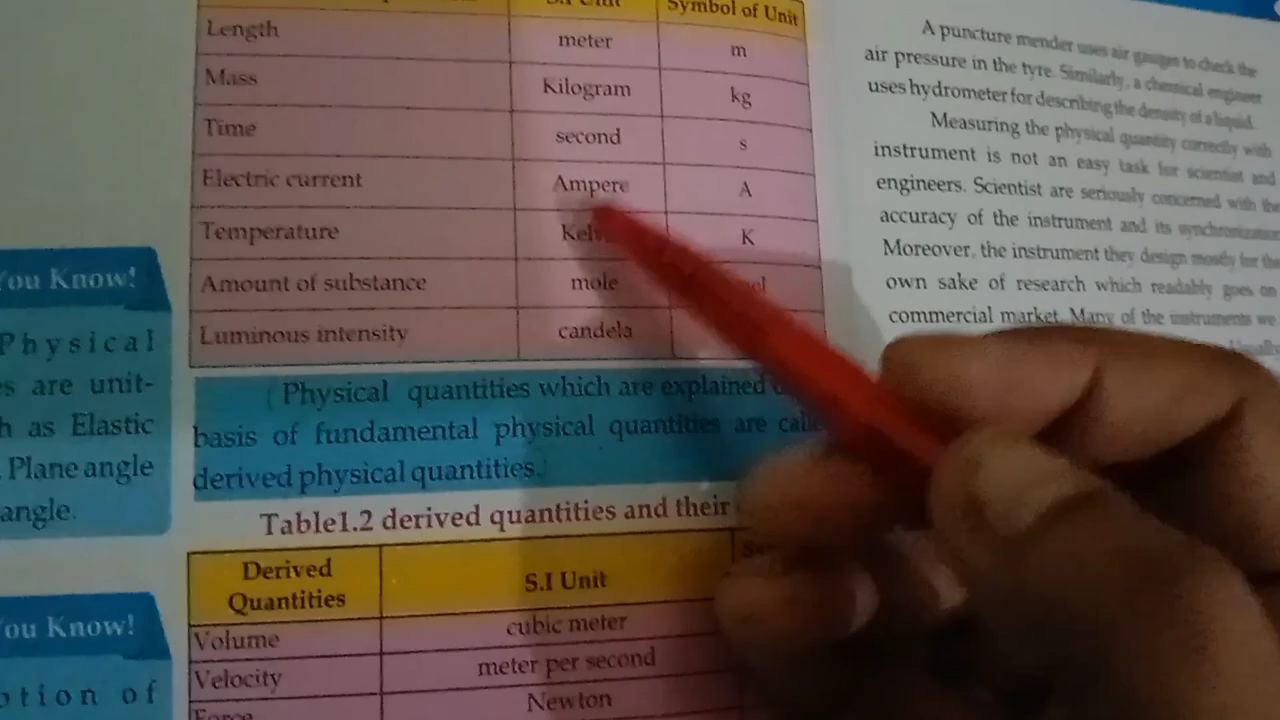 S.I Unit
Symbol of Unit
Length meter m
Mass Kilogram kg
Time second s
Electric current Ampere A
Temperature K
Amount of substance mole
Luminous intensity candela
Physical quantities which are explained
basis of fundamental physical quantities are
derived physical quantities.
Table1.2 derived quantities and their
Derived
Quantities
S.I Unit
Volume cubic meter
Velocity meter per second
Force Newton
You Know!
Physical
es are unit-
h as Elastic
Plane angle
angle.
You Know!
otion of
A puncture mender uses air gauges to check the
air pressure in the tyre. Similarly, a chemical engineer
uses hydrometer for describing the density of a liquid.
Measuring the physical quantity correctly with
instrument is not an easy task for scientist and
engineers. Scientist are seriously concerned with the
accuracy of the instrument and its
Moreover, the instrument they design mostly for the
own sake of research which readably goes on
commercial market. Many of the instruments we